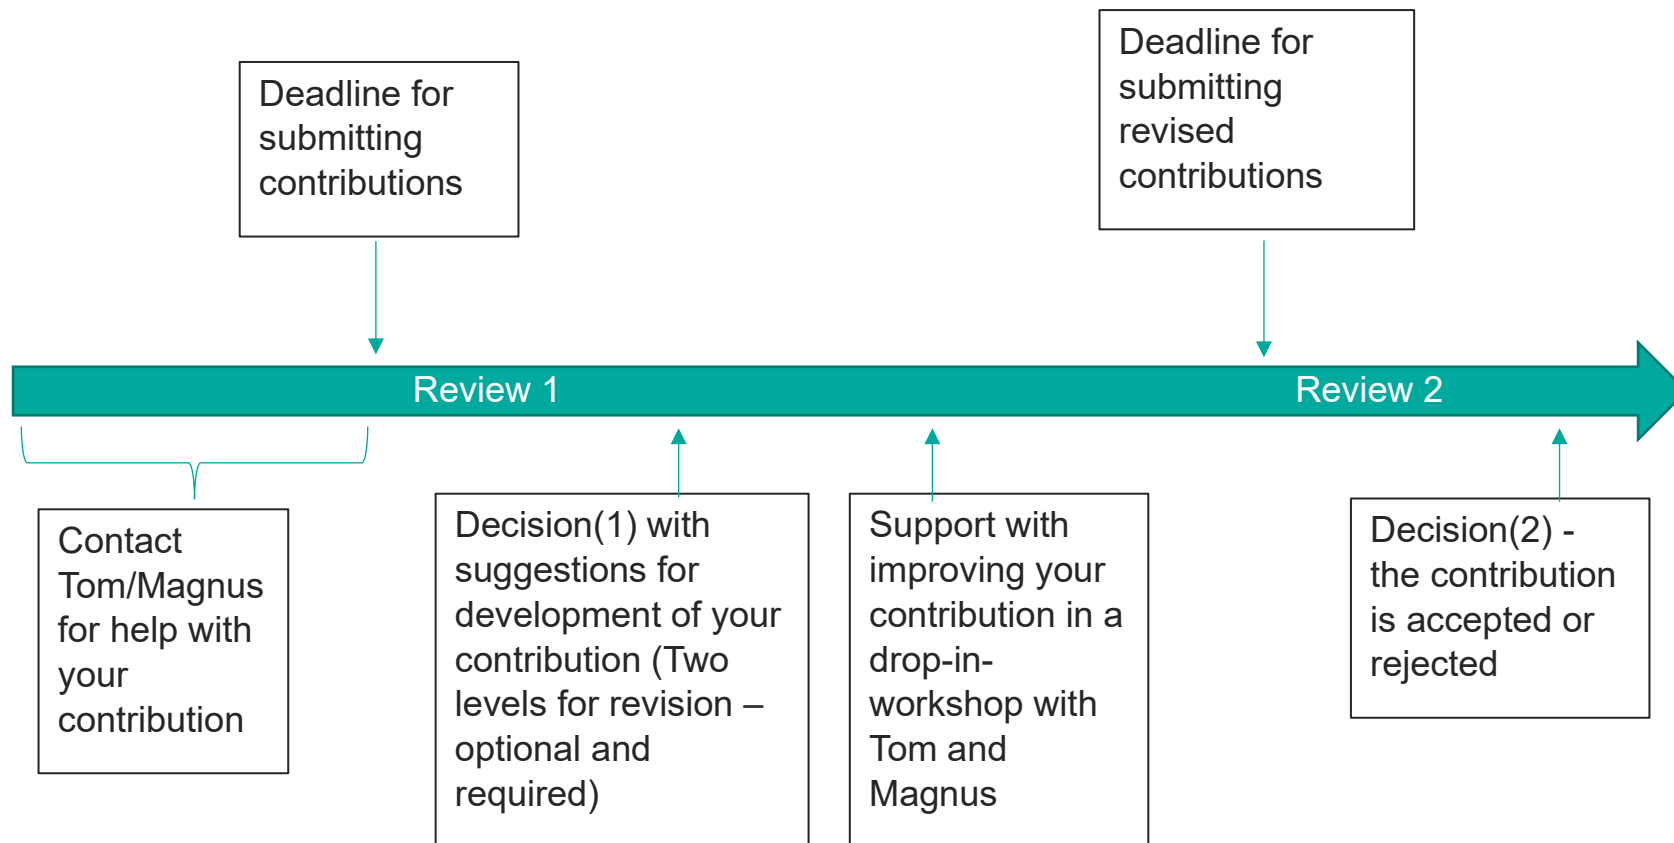 Deadline for
submitting
contributions
Deadline for
submitting
revised
contributions
Review 1
Review 2
Contact
Tom/Magnus
for help with
your
contribution
Decision(1) with
suggestions for
development of your
contribution (Two
levels for revision –
optional and
required)
Support with
improving your
contribution in a
drop-in-
workshop with
Tom and
Magnus
Decision(2) -
the contribution
is accepted or
rejected